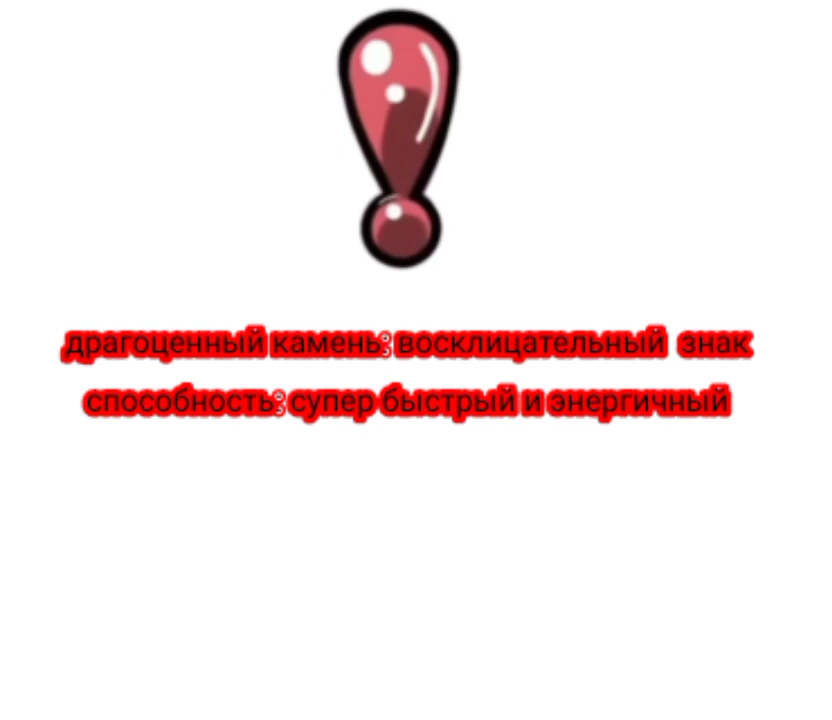 драгоценный камень: восклицательный знак
способность: супер быстрый и энергичный